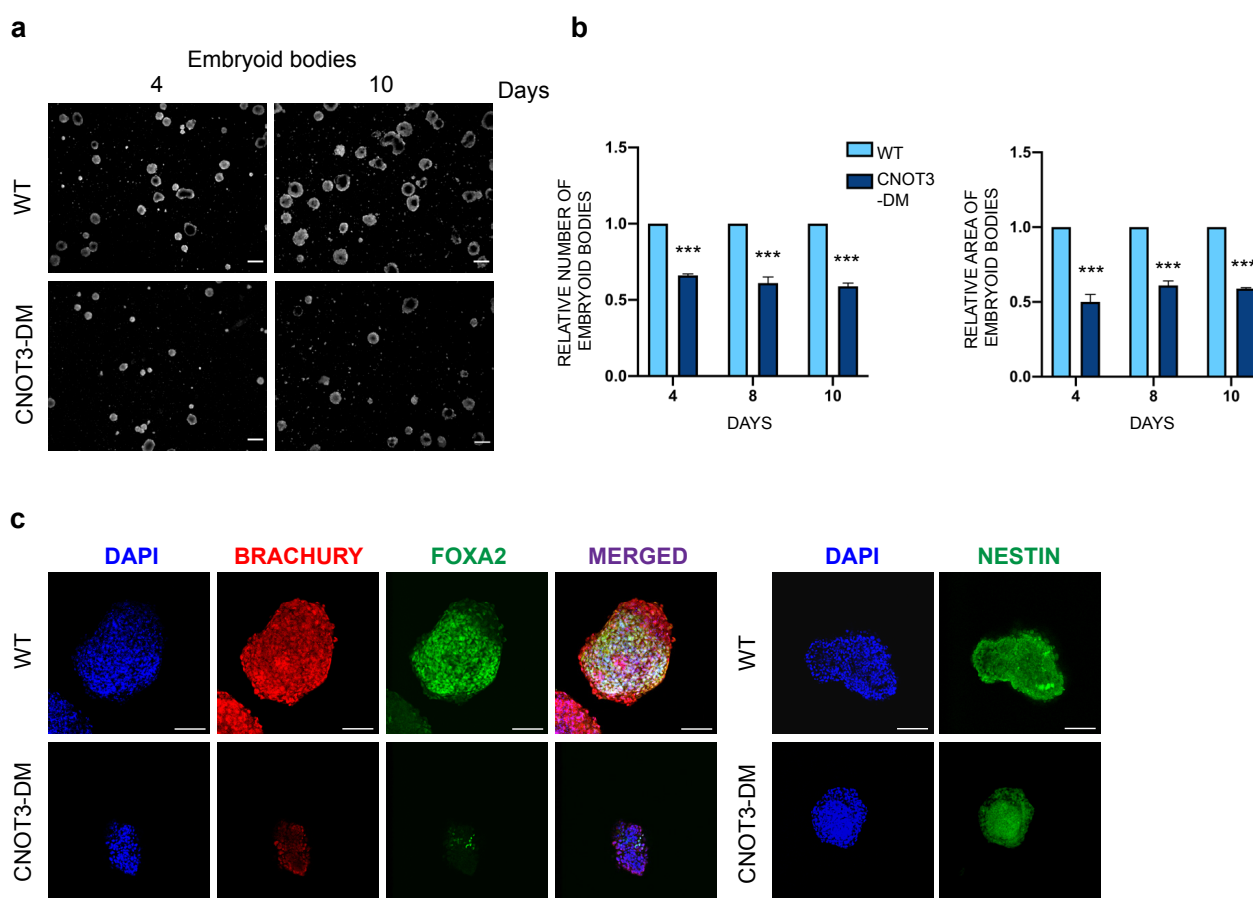 a
Embryoid bodies
4
10
Days
WT
CNOT3-DM
b
RELATIVE NUMBER OF
EMBRYOID BODIES
1.5
1.0
0.5
0.0
***
***
***
4
8
10
DAYS
WT
CNOT3
-DM
RELATIVE AREA OF
EMBRYOID BODIES
1.5
1.0
0.5
0.0
***
***
***
4
8
10
DAYS
c
DAPI
BRACHURY
FOXA2
MERGED
WT
CNOT3-DM
DAPI
NESTIN
WT
CNOT3-DM